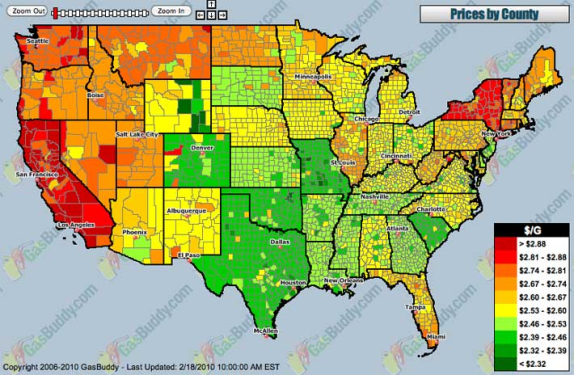 Zoom Out
Zoom In
Prices by County
Seattle
Boise
Minneapolis
Detroit
Chicago
New York
Salt Lake City
Denver
St Louis
Cincinnati
San Francisco
Nashville
Charlotte
Los Angeles
Phoenix
Albuquerque
Atlanta
El Paso
Dallas
Houston
New Orleans
Tampa
McAllen
Miami
$/G
> $2.88
$2.81 - $2.88
$2.74 - $2.81
$2.67 - $2.74
$2.60 - $2.67
$2.53 - $2.60
$2.46 - $2.53
$2.39 - $2.46
$2.32 - $2.39
< $2.32
GasBuddy.com
Copyright 2006-2010 GasBuddy - Last Updated: 2/18/2010 10:00:00 AM EST